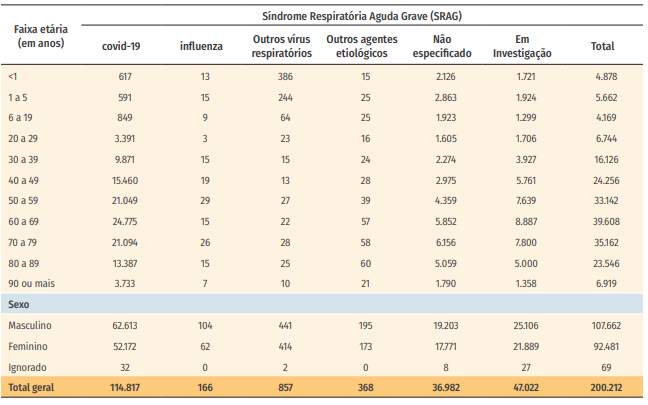 Síndrome Respiratória Aguda Grave (SRAG)
Faixa etária (em anos) covid-19 influenza Outros vírus respiratórios Outros agentes etiológicos Não especificado Em Investigação Total
<1 617 13 386 15 2.126 1.721 4.878
1 a 5 591 15 244 25 2.863 1.924 5.662
6 a 19 849 9 64 25 1.923 1.299 4.169
20 a 29 3.391 3 23 16 1.605 1.706 6.744
30 a 39 9.871 15 15 24 2.274 3.927 16.126
40 a 49 15.460 19 13 28 2.975 5.761 24.256
50 a 59 21.049 29 27 39 4.359 7.639 33.142
60 a 69 24.775 15 22 57 5.852 8.887 39.608
70 a 79 21.094 26 28 58 6.156 7.800 35.162
80 a 89 13.387 15 25 60 5.059 5.000 23.546
90 ou mais 3.733 7 10 21 1.790 1.358 6.919
Sexo
Masculino 62.613 104 441 195 19.203 25.106 107.662
Feminino 52.172 62 414 173 17.771 21.889 92.481
Ignorado 32 0 2 0 8 27 69
Total geral 114.817 166 857 368 36.982 47.022 200.212